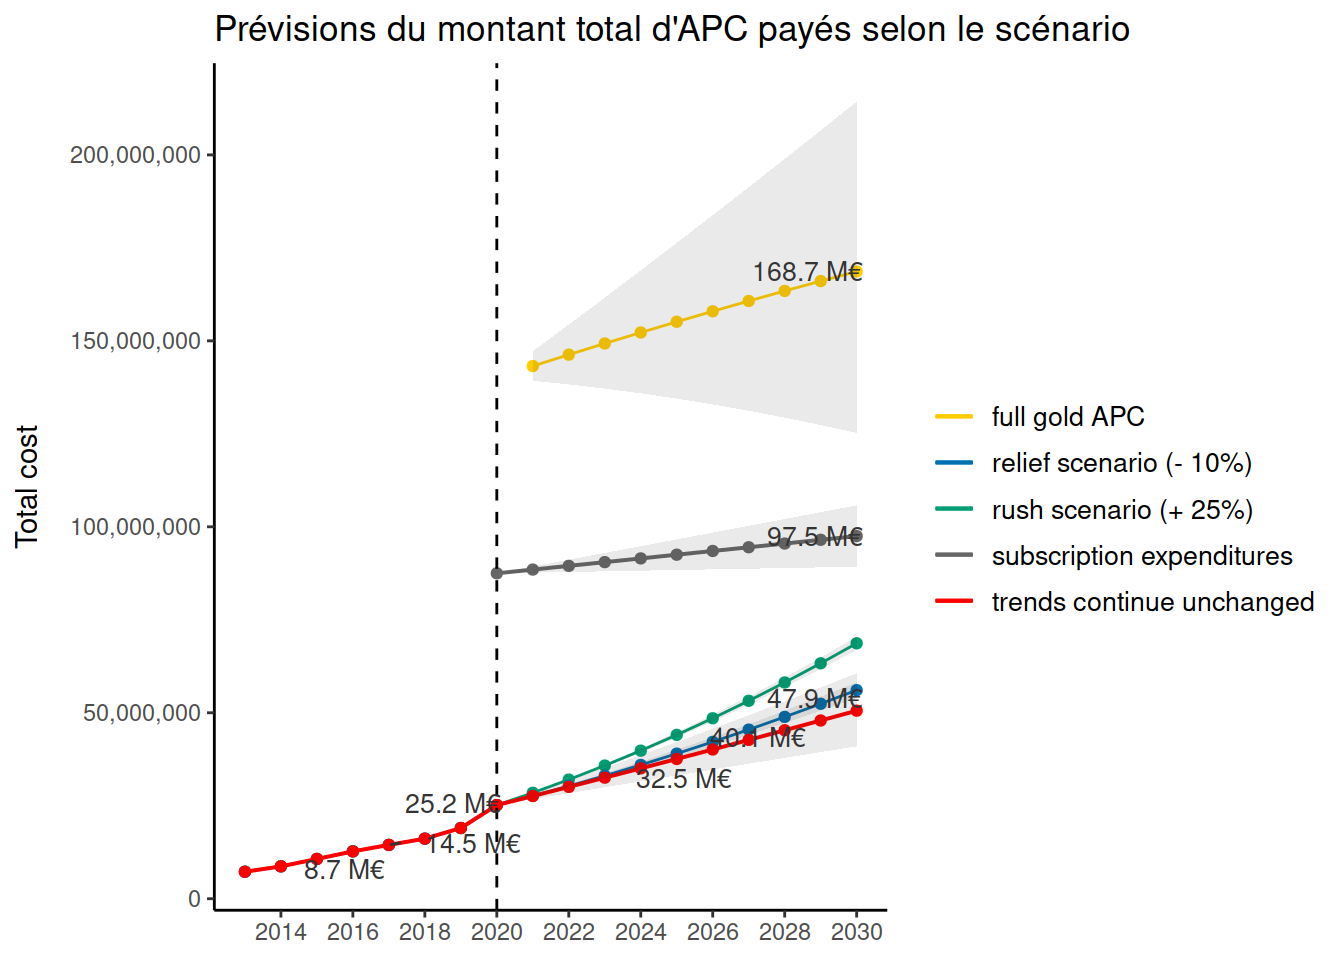 Prévisions du montant total d'APC payés selon le scénario
Total cost
200,000,000
150,000,000
100,000,000
50,000,000
0
168.7 M€
97.5 M€
47.9 M€
40.1 M€
32.5 M€
25.2 M€
14.5 M€
8.7 M€
2014 2016 2018 2020 2022 2024 2026 2028 2030
full gold APC
relief scenario (- 10%)
rush scenario (+ 25%)
subscription expenditures
trends continue unchanged